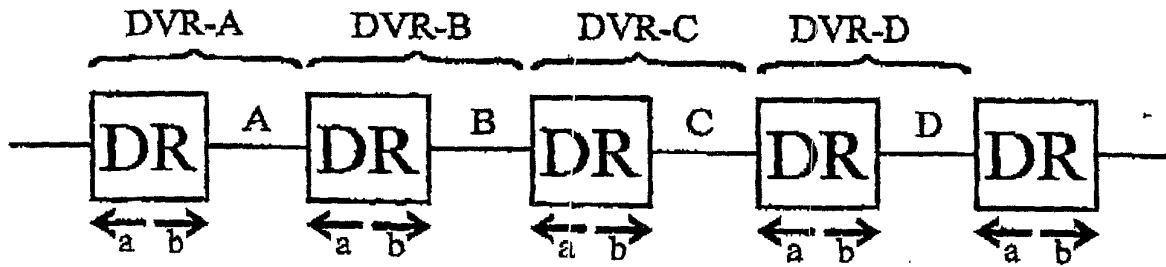 DVR-A DVR-B DVR-C DVR-D
DR A DR B DR C DR D DR
a b a b a b a b a b